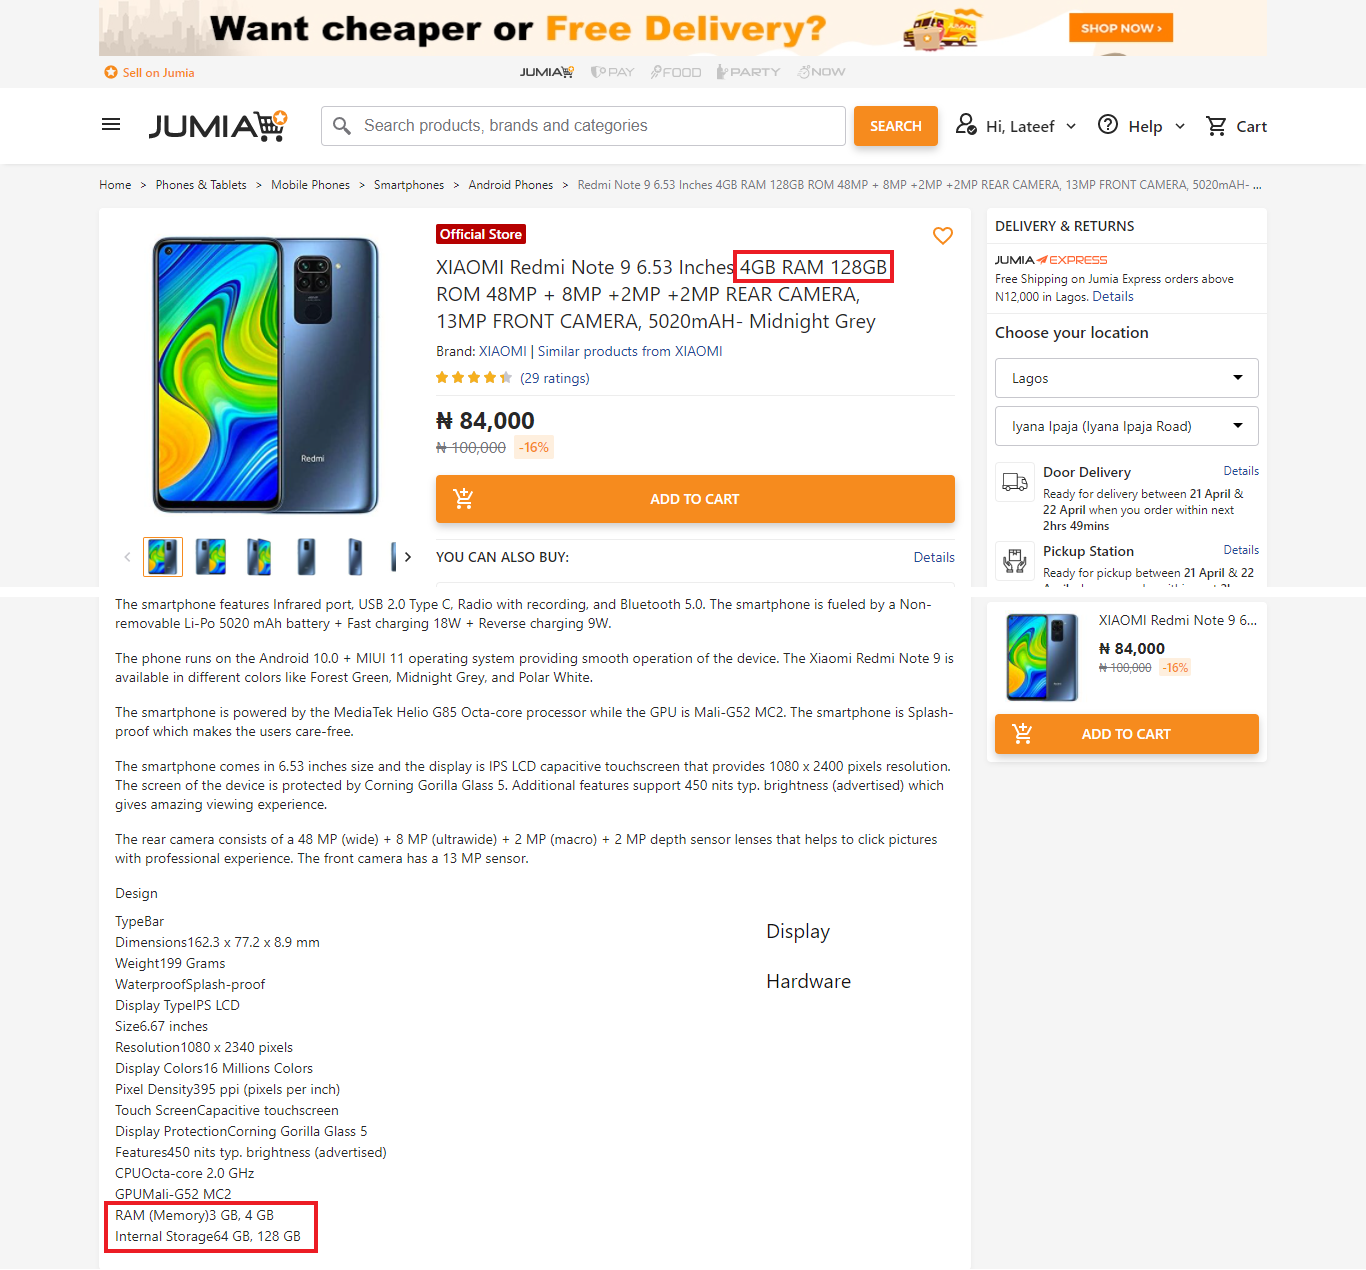 Want cheaper or Free Delivery?
SHOP NOW ›
Sell on Jumia
JUMIA
PAY
FOOD
PARTY
NOW
JUMIA
Search products, brands and categories
SEARCH
Hi, Lateef
Help
Cart
Home > Phones & Tablets > Mobile Phones > Smartphones > Android Phones > Redmi Note 9 6.53 Inches 4GB RAM 128GB ROM 48MP + 8MP +2MP +2MP REAR CAMERA, 13MP FRONT CAMERA, 5020mAH- ...
Redmi
Official Store
XIAOMI Redmi Note 9 6.53 Inches 4GB RAM 128GB
ROM 48MP + 8MP +2MP +2MP REAR CAMERA,
13MP FRONT CAMERA, 5020mAH- Midnight Grey
Brand: XIAOMI | Similar products from XIAOMI
(29 ratings)
₦ 84,000
₦ 100,000 -16%
ADD TO CART
YOU CAN ALSO BUY:
Details
DELIVERY & RETURNS
JUMIA EXPRESS
Free Shipping on Jumia Express orders above
N12,000 in Lagos. Details
Choose your location
Lagos
Iyana Ipaja (Iyana Ipaja Road)
Door Delivery Details
Ready for delivery between 21 April &
22 April when you order within next
2hrs 49mins
Pickup Station Details
Ready for pickup between 21 April & 22
The smartphone features Infrared port, USB 2.0 Type C, Radio with recording, and Bluetooth 5.0. The smartphone is fueled by a Non-
removable Li-Po 5020 mAh battery + Fast charging 18W + Reverse charging 9W.
The phone runs on the Android 10.0 + MIUI 11 operating system providing smooth operation of the device. The Xiaomi Redmi Note 9 is
available in different colors like Forest Green, Midnight Grey, and Polar White.
The smartphone is powered by the MediaTek Helio G85 Octa-core processor while the GPU is Mali-G52 MC2. The smartphone is Splash-
proof which makes the users care-free.
The smartphone comes in 6.53 inches size and the display is IPS LCD capacitive touchscreen that provides 1080 x 2400 pixels resolution.
The screen of the device is protected by Corning Gorilla Glass 5. Additional features support 450 nits typ. brightness (advertised) which
gives amazing viewing experience.
The rear camera consists of a 48 MP (wide) + 8 MP (ultrawide) + 2 MP (macro) + 2 MP depth sensor lenses that helps to click pictures
with professional experience. The front camera has a 13 MP sensor.
Design
TypeBar
Dimensions162.3 x 77.2 x 8.9 mm
Weight199 Grams
WaterproofSplash-proof
Display TypeIPS LCD
Size6.67 inches
Resolution1080 x 2340 pixels
Display Colors16 Millions Colors
Pixel Density395 ppi (pixels per inch)
Touch ScreenCapacitive touchscreen
Display ProtectionCorning Gorilla Glass 5
Features450 nits typ. brightness (advertised)
CPUOcta-core 2.0 GHz
GPUMali-G52 MC2
RAM (Memory)3 GB, 4 GB
Internal Storage64 GB, 128 GB
Display
Hardware
XIAOMI Redmi Note 9 6...
₦ 84,000
₦ 100,000 -16%
ADD TO CART